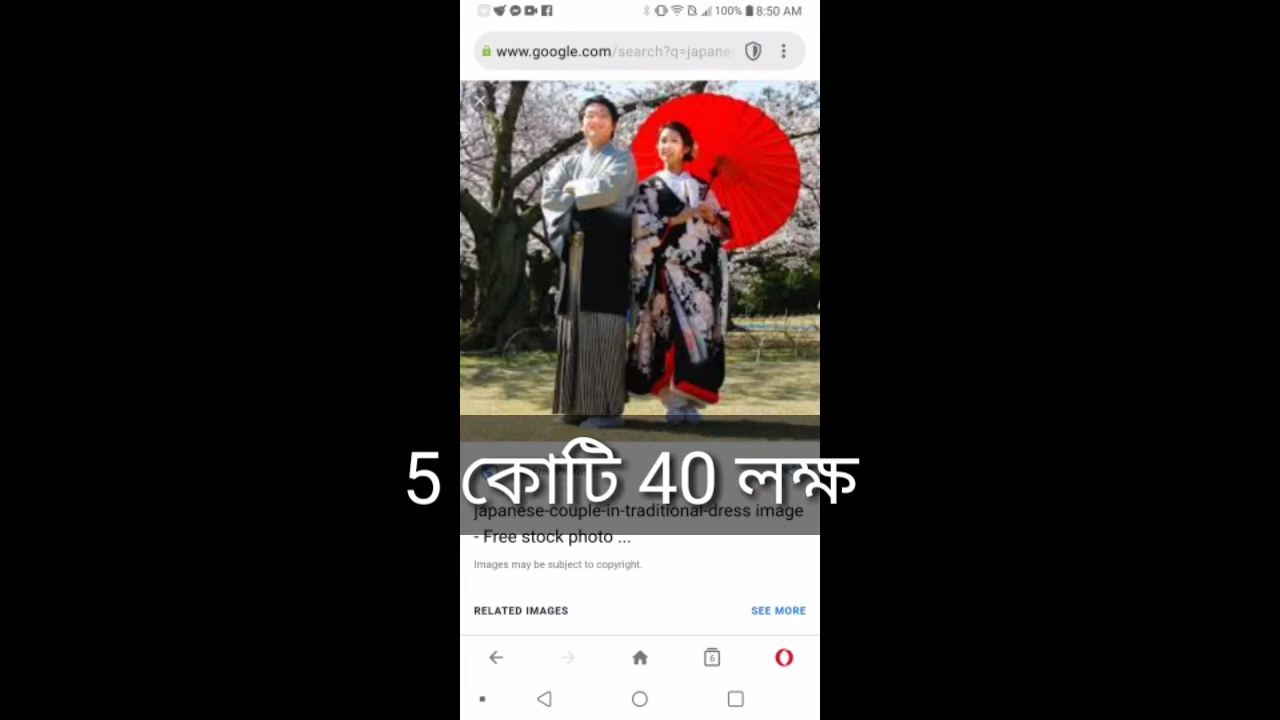 100% 8:50 AM
www.google.com/search?q=japane
5 কোটি 40 লক্ষ
japanese-couple-in-traditional-dress image
- Free stock photo ...
Images may be subject to copyright.
RELATED IMAGES
SEE MORE
6